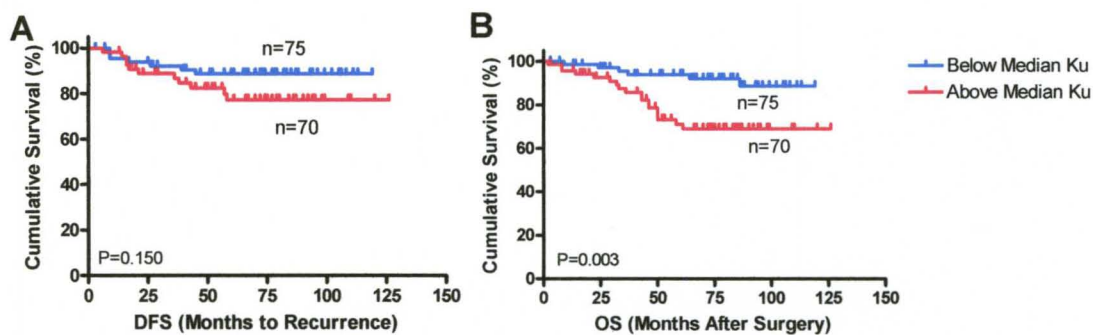 A
Cumulative Survival (%)
100
80
60
40
20
0
n=75
n=70
P=0.150
0 25 50 75 100 125 150
DFS (Months to Recurrence)
B
Cumulative Survival (%)
100
80
60
40
20
0
n=75
n=70
P=0.003
0 25 50 75 100 125 150
OS (Months After Surgery)
Below Median Ku
Above Median Ku